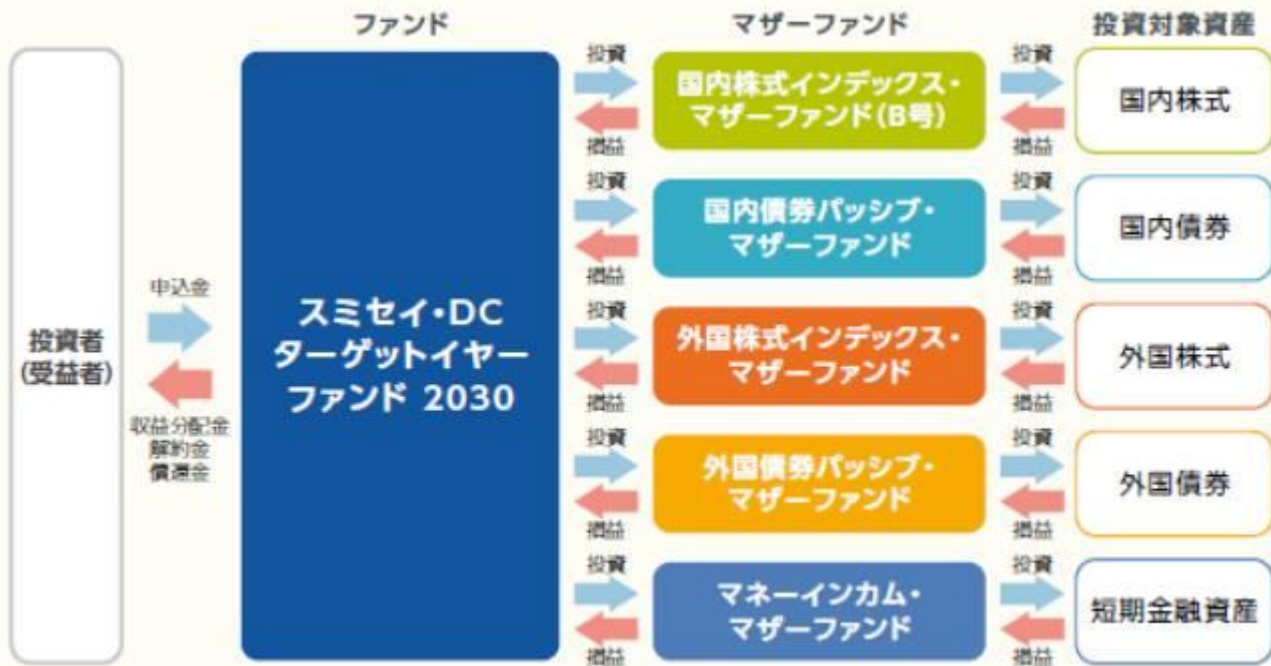 ファンド
マザーファンド
投資対象資産
投資者
(受益者)
申込金
収益分配金
解約金
償還金
スミセイ・DC
ターゲットイヤー
ファンド 2030
投資
損益
国内株式インデックス・
マザーファンド(B号)
投資
損益
国内株式
投資
損益
国内債券パッシブ・
マザーファンド
投資
損益
国内債券
投資
損益
外国株式インデックス・
マザーファンド
投資
損益
外国株式
投資
損益
外国債券パッシブ・
マザーファンド
投資
損益
外国債券
投資
損益
マネーインカム・
マザーファンド
投資
損益
短期金融資産